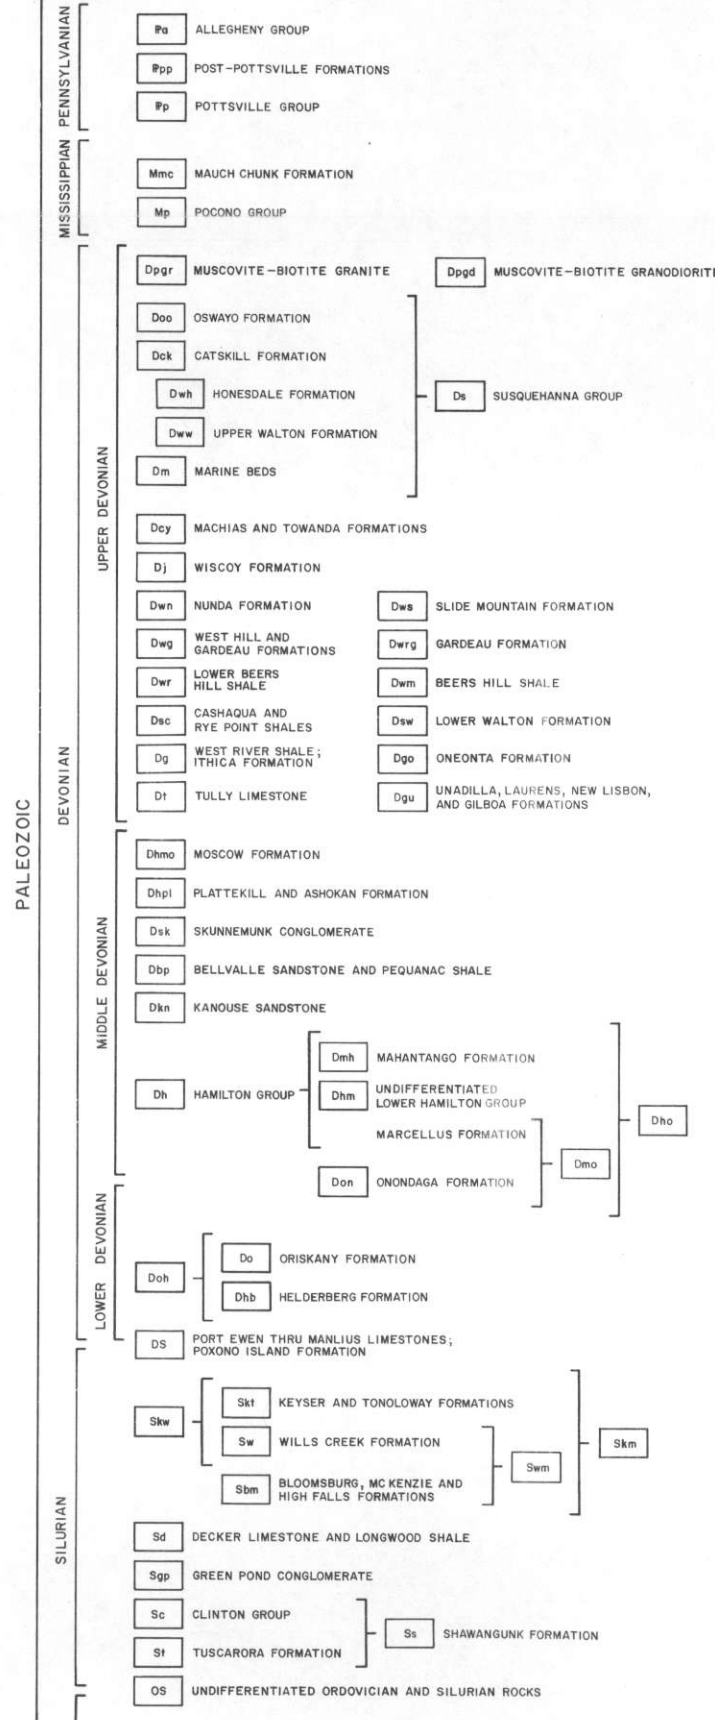 PALEOZOIC
PENNSYLVANIAN
ℙa ALLEGHENY GROUP
ℙpp POST-POTTSVILLE FORMATIONS
ℙp POTTSVILLE GROUP
MISSISSIPPIAN
Mmc MAUCH CHUNK FORMATION
Mp POCONO GROUP
DEVONIAN
UPPER DEVONIAN
Dpgr MUSCOVITE-BIOTITE GRANITE Dpgd MUSCOVITE-BIOTITE GRANODIORITE
Doo OSWAYO FORMATION
Dck CATSKILL FORMATION
Dwh HONESDALE FORMATION Ds SUSQUEHANNA GROUP
Dww UPPER WALTON FORMATION
Dm MARINE BEDS
Dcy MACHIAS AND TOWANDA FORMATIONS
Dj WISCOY FORMATION
Dwn NUNDA FORMATION Dws SLIDE MOUNTAIN FORMATION
Dwg WEST HILL AND
GARDEAU FORMATIONS Dwrg GARDEAU FORMATION
Dwr LOWER BEERS
HILL SHALE Dwm BEERS HILL SHALE
Dsc CASHAQUA AND
RYE POINT SHALES Dsw LOWER WALTON FORMATION
Dg WEST RIVER SHALE;
ITHICA FORMATION Dgo ONEONTA FORMATION
Dt TULLY LIMESTONE Dgu UNADILLA, LAURENS, NEW LISBON,
AND GILBOA FORMATIONS
MIDDLE DEVONIAN
Dhmo MOSCOW FORMATION
Dhpl PLATTEKILL AND ASHOKAN FORMATION
Dsk SKUNNEMUNK CONGLOMERATE
Dbp BELLVALLE SANDSTONE AND PEQUANAC SHALE
Dkn KANOUSE SANDSTONE
Dmh MAHANTANGO FORMATION
Dh HAMILTON GROUP Dhm UNDIFFERENTIATED
LOWER HAMILTON GROUP
Dho
MARCELLUS FORMATION
Dmo
Don ONONDAGA FORMATION
LOWER DEVONIAN
Do ORISKANY FORMATION
Doh
Dhb HELDERBERG FORMATION
DS PORT EWEN THRU MANLIUS LIMESTONES;
POXONO ISLAND FORMATION
SILURIAN
Skt KEYSER AND TONOLOWAY FORMATIONS
Skw
Sw WILLS CREEK FORMATION Skm
Swm
Sbm BLOOMSBURG, MC KENZIE AND
HIGH FALLS FORMATIONS
Sd DECKER LIMESTONE AND LONGWOOD SHALE
Sgp GREEN POND CONGLOMERATE
Sc CLINTON GROUP
Ss SHAWANGUNK FORMATION
St TUSCARORA FORMATION
OS UNDIFFERENTIATED ORDOVICIAN AND SILURIAN ROCKS